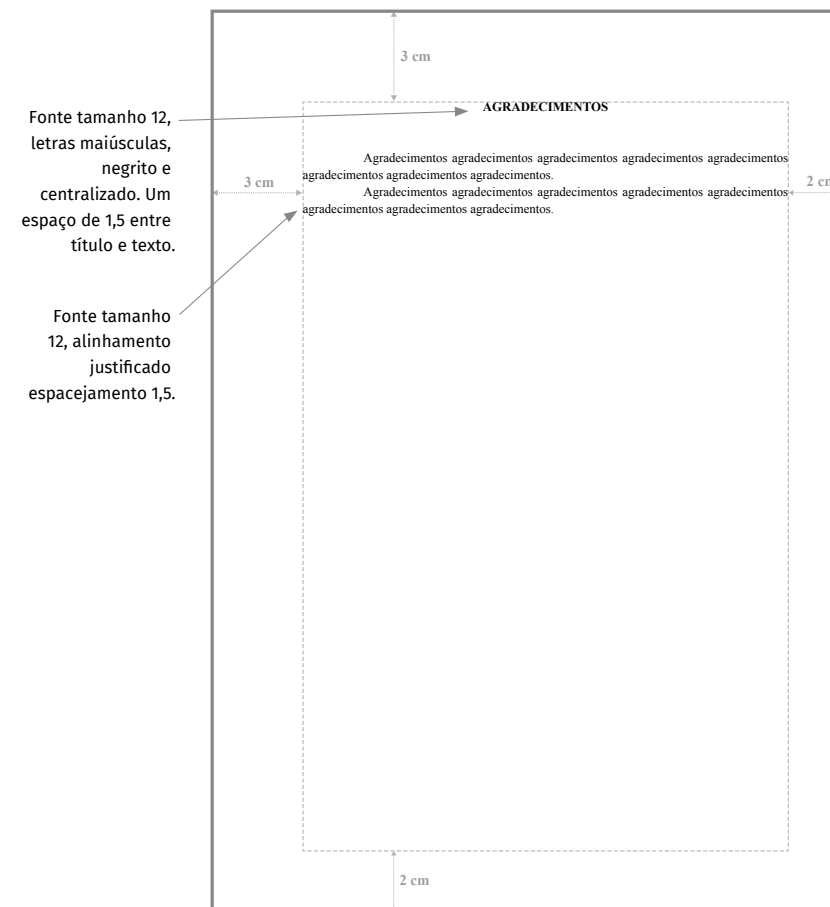 3 cm
AGRADECIMENTOS
Fonte tamanho 12,
letras maiúsculas,
negrito e
centralizado. Um
espaço de 1,5 entre
título e texto.
Agradecimentos agradecimentos agradecimentos agradecimentos agradecimentos
agradecimentos agradecimentos agradecimentos.
Agradecimentos agradecimentos agradecimentos agradecimentos agradecimentos
agradecimentos agradecimentos agradecimentos.
3 cm
2 cm
Fonte tamanho
12, alinhamento
justificado
espacejamento 1,5.
2 cm